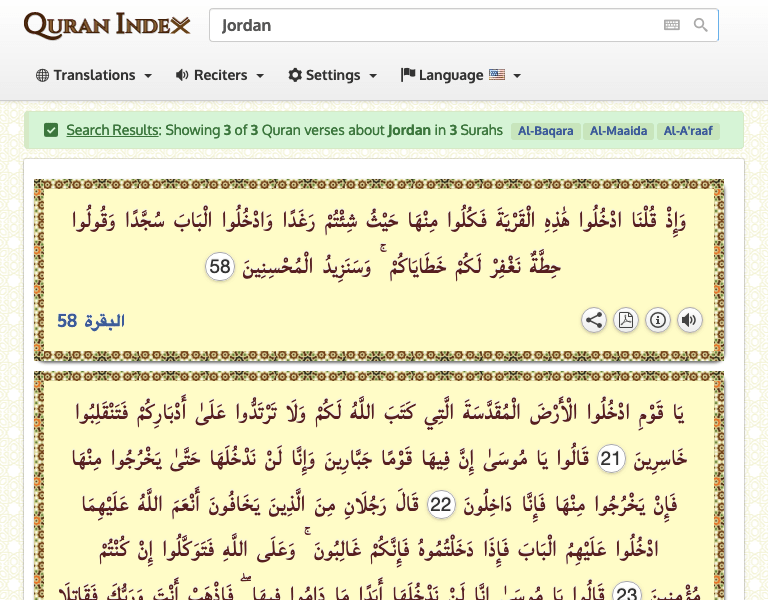 QURAN INDEX
Jordan
Translations
Reciters
Settings
Language
Search Results: Showing 3 of 3 Quran verses about Jordan in 3 Surahs Al-Baqara Al-Maaida Al-A'raaf
وَإِذْ قُلْنَا ادْخُلُوا هَٰذِهِ الْقَرْيَةَ فَكُلُوا مِنْهَا حَيْثُ شِئْتُمْ رَغَدًا وَادْخُلُوا الْبَابَ سُجَّدًا وَقُولُوا
حِطَّةٌ نَغْفِرْ لَكُمْ خَطَايَاكُمْ ۚ وَسَنَزِيدُ الْمُحْسِنِينَ 58
البقرة 58
يَا قَوْمِ ادْخُلُوا الْأَرْضَ الْمُقَدَّسَةَ الَّتِي كَتَبَ اللَّهُ لَكُمْ وَلَا تَرْتَدُّوا عَلَىٰ أَدْبَارِكُمْ فَتَنْقَلِبُوا
خَاسِرِينَ 21 قَالُوا يَا مُوسَىٰ إِنَّ فِيهَا قَوْمًا جَبَّارِينَ وَإِنَّا لَنْ نَدْخُلَهَا حَتَّىٰ يَخْرُجُوا مِنْهَا
فَإِنْ يَخْرُجُوا مِنْهَا فَإِنَّا دَاخِلُونَ 22 قَالَ رَجُلَانِ مِنَ الَّذِينَ يَخَافُونَ أَنْعَمَ اللَّهُ عَلَيْهِمَا
ادْخُلُوا عَلَيْهِمُ الْبَابَ فَإِذَا دَخَلْتُمُوهُ فَإِنَّكُمْ غَالِبُونَ ۚ وَعَلَى اللَّهِ فَتَوَكَّلُوا إِنْ كُنْتُمْ
مُؤْمِنِينَ 23 قَالُوا يَا مُوسَىٰ إِنَّا لَنْ نَدْخُلَهَا أَبَدًا مَا دَامُوا فِيهَا ۖ فَاذْهَبْ أَنْتَ وَرَبُّكَ فَقَاتِلَا